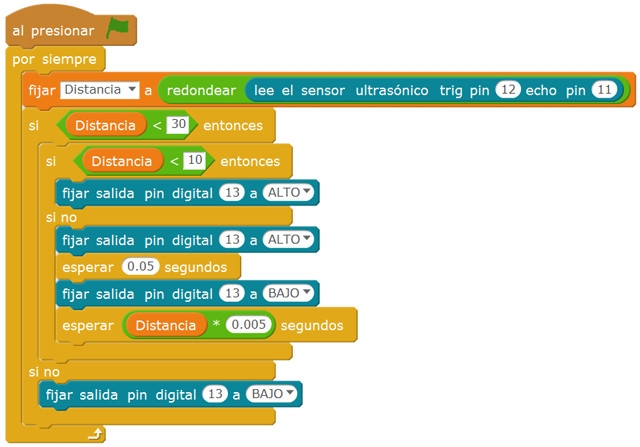 al presionar
por siempre
fijar Distancia a redondear lee el sensor ultrasónico trig pin 12 echo pin 11
si Distancia < 30 entonces
si Distancia < 10 entonces
fijar salida pin digital 13 a ALTO
si no
fijar salida pin digital 13 a ALTO
esperar 0.05 segundos
fijar salida pin digital 13 a BAJO
esperar Distancia * 0.005 segundos
si no
fijar salida pin digital 13 a BAJO